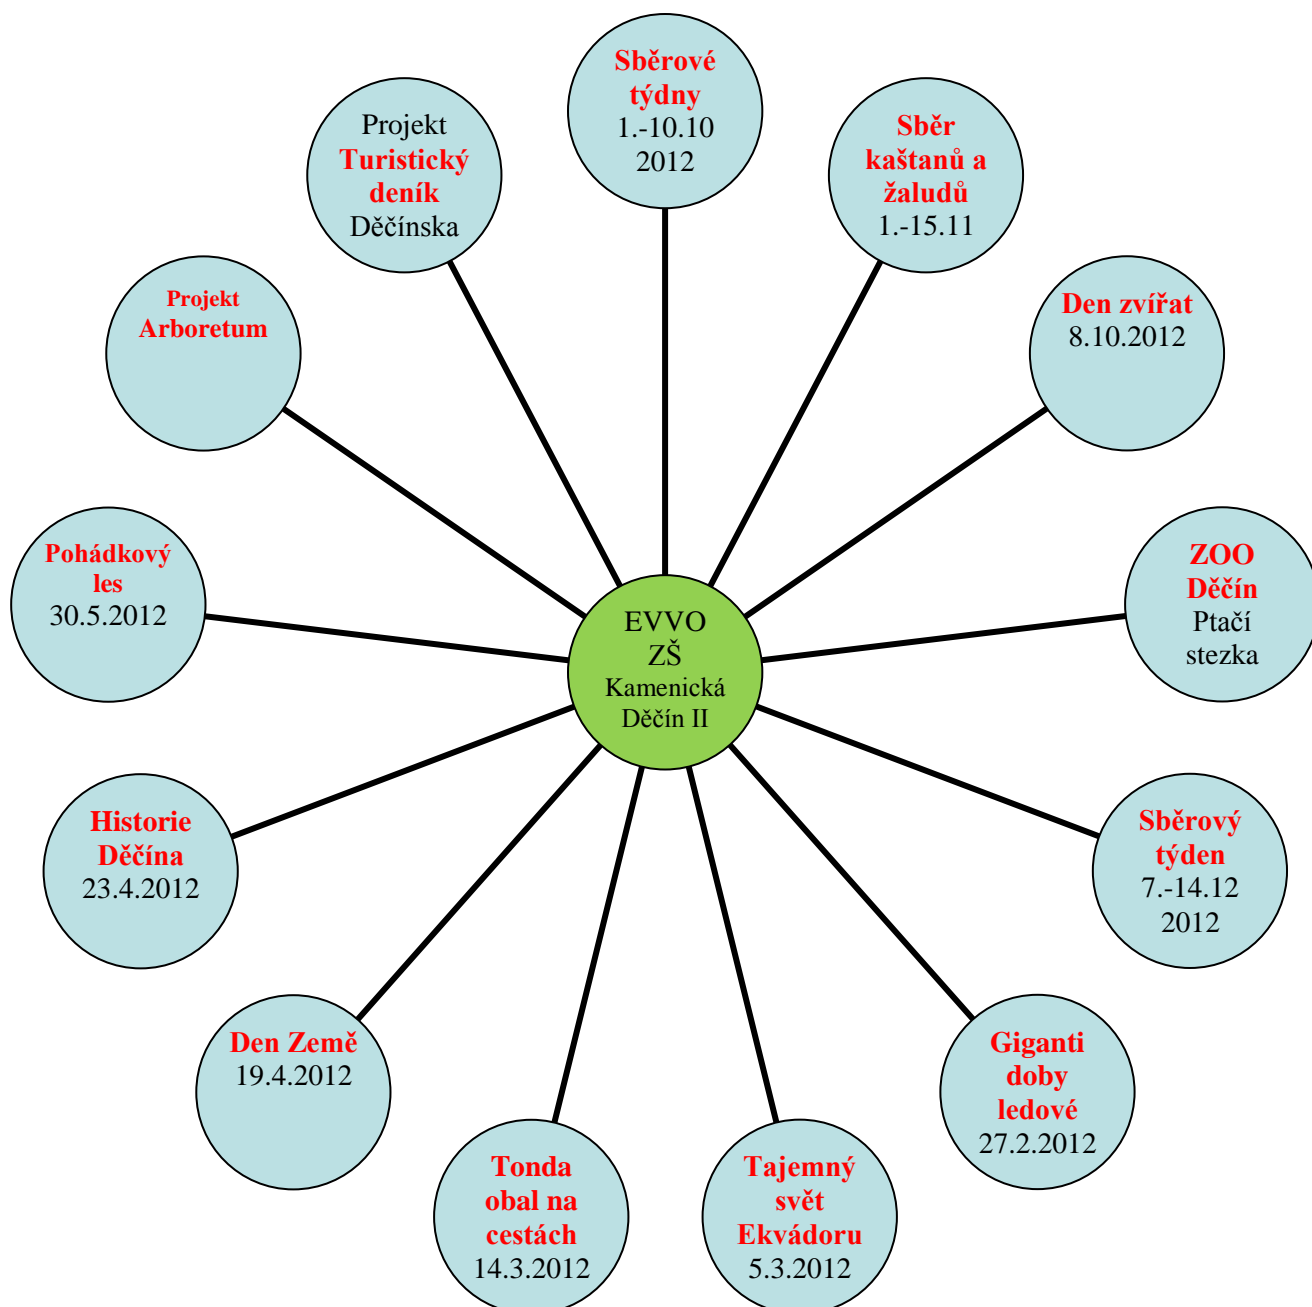 Sběrové
týdny
1.-10.10
2012
Sběr
kaštanů a
žaludů
1.-15.11
Den zvířat
8.10.2012
ZOO
Děčín
Ptačí
stezka
Sběrový
týden
7.-14.12
2012
Giganti
doby
ledové
27.2.2012
Tajemný
svět
Ekvádoru
5.3.2012
Tonda
obal na
cestách
14.3.2012
Den Země
19.4.2012
Historie
Děčína
23.4.2012
Pohádkový
les
30.5.2012
Projekt
Arboretum
Projekt
Turistický
deník
Děčínska
EVVO
ZŠ
Kamenická
Děčín II